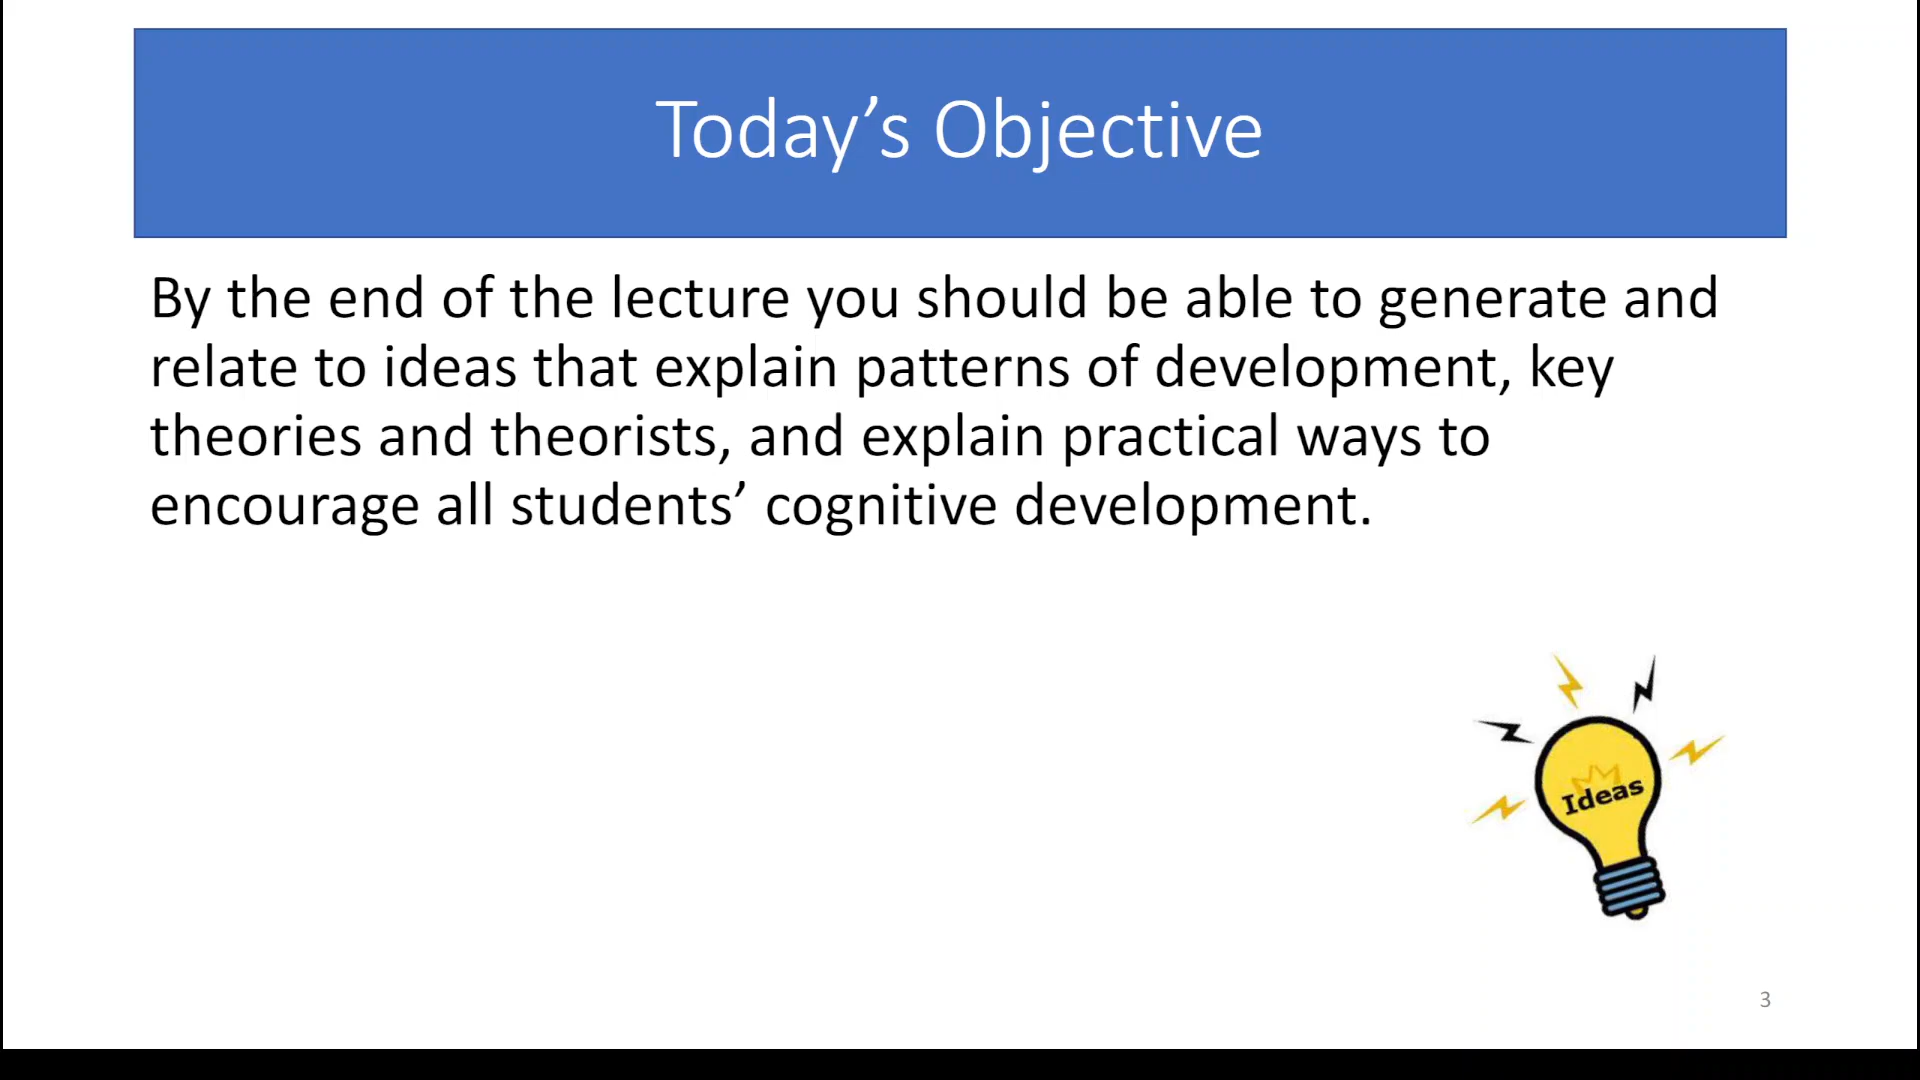 Today’s Objective
By the end of the lecture you should be able to generate and
relate to ideas that explain patterns of development, key
theories and theorists, and explain practical ways to
encourage all students’ cognitive development.
Ideas
3